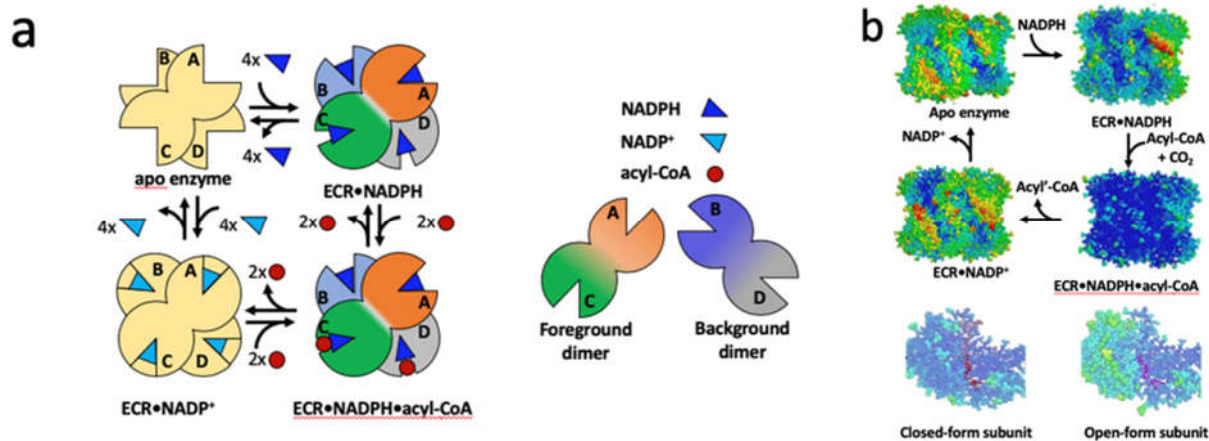 a
B A
4x
C D
4x
apo enzyme
B
A
C
D
ECR•NADPH
4x
4x
2x
2x
B A
C D
ECR•NADP⁺
2x
2x
B
A
C
D
ECR•NADPH•acyl-CoA
NADPH
NADP⁺
acyl-CoA
A
C
Foreground
dimer
B
D
Background
dimer
b
NADPH
Apo enzyme
ECR•NADPH
NADP⁺
Acyl-CoA
+ CO₂
Acyl'-CoA
ECR•NADP⁺
ECR•NADPH•acyl-CoA
Closed-form subunit
Open-form subunit